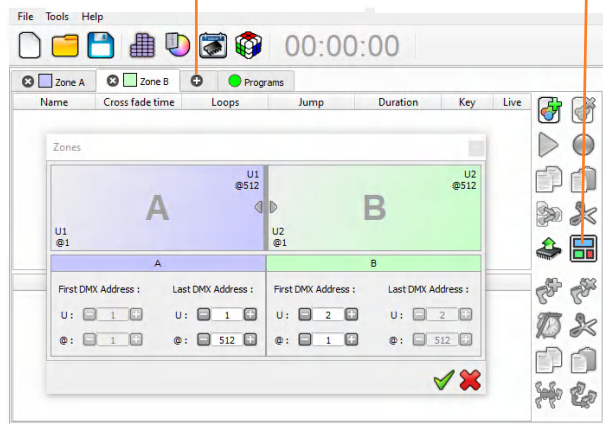 File Tools Help
00:00:00
Zone A Zone B Programs
Name Cross fade time Loops Jump Duration Key Live
Zones
U1
@512
A
U1
@1
U2
@512
B
U2
@1
A B
First DMX Address : Last DMX Address : First DMX Address : Last DMX Address :
U : 1 U : 1 U : 2 U : 2
@ : 1 @ : 512 @ : 1 @ : 512